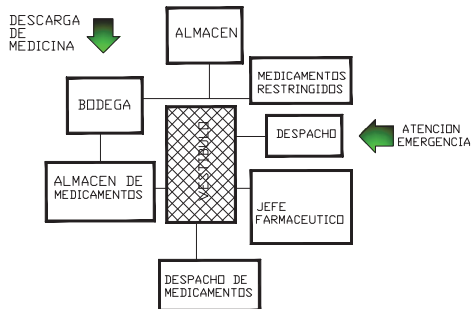 DESCARGA
DE
MEDICINA
ALMACEN
MEDICAMENTOS
RESTRINGIDOS
BODEGA
DESPACHO
ATENCION
EMERGENCIA
VESTIBULO
ALMACEN DE
MEDICAMENTOS
JEFE
FARMACEUTICO
DESPACHO DE
MEDICAMENTOS